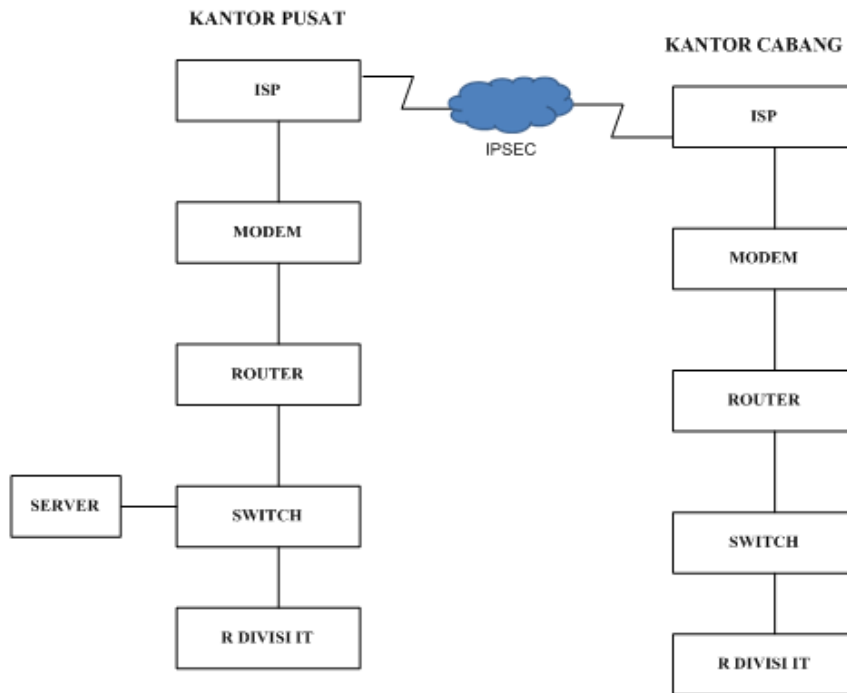 KANTOR PUSAT
ISP
MODEM
ROUTER
SERVER
SWITCH
R DIVISI IT
IPSEC
KANTOR CABANG
ISP
MODEM
ROUTER
SWITCH
R DIVISI IT